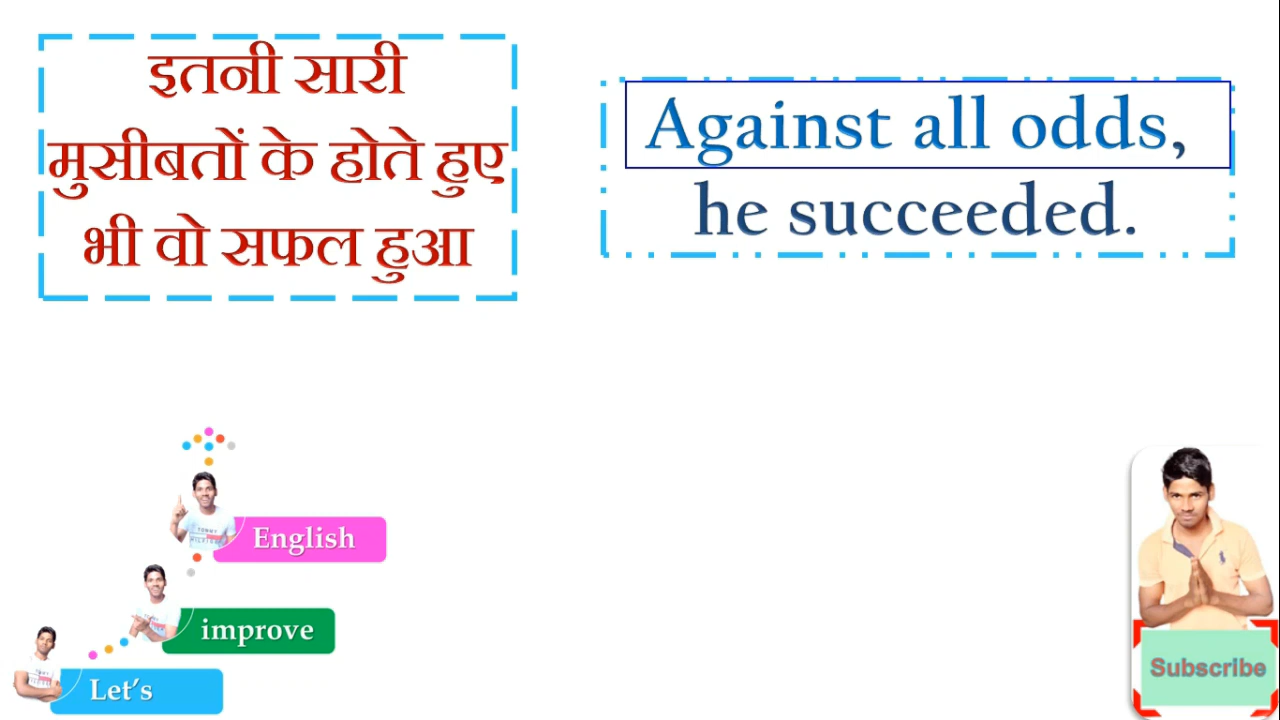 इतनी सारी
मुसीबतों के होते हुए
भी वो सफल हुआ
Against all odds,
he succeeded.
English
improve
Let's
Subscribe